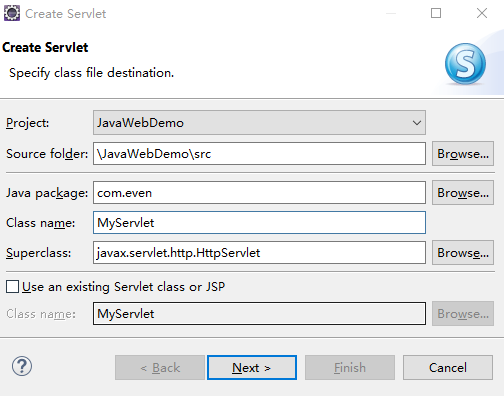 Create Servlet
Create Servlet
Specify class file destination.
S
Project: JavaWebDemo
Source folder: \JavaWebDemo\src Browse...
Java package: com.even Browse...
Class name: MyServlet
Superclass: javax.servlet.http.HttpServlet Browse...
Use an existing Servlet class or JSP
Class name: MyServlet Browse...
? < Back Next > Finish Cancel